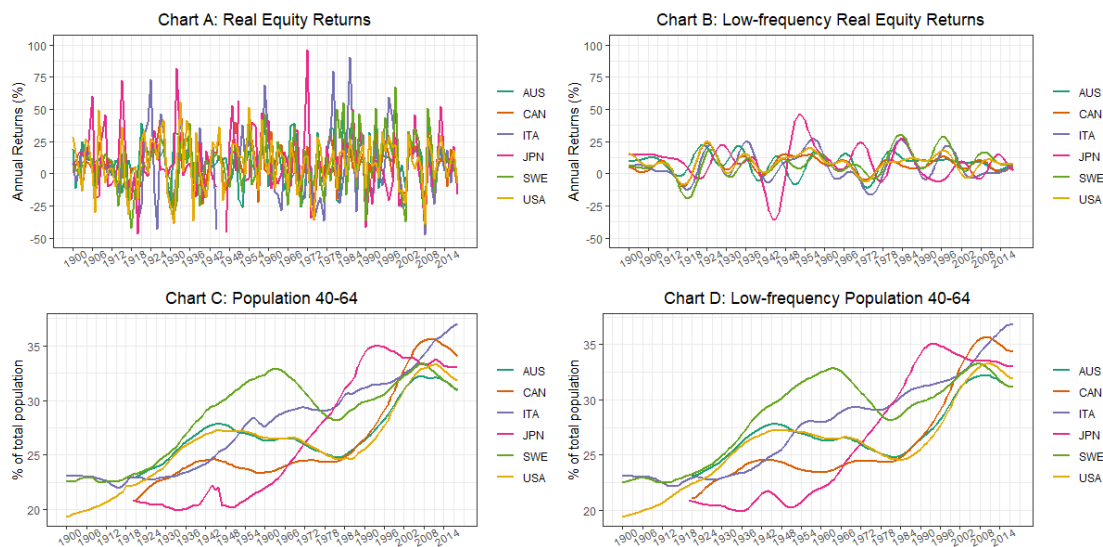 Chart A: Real Equity Returns
Annual Returns (%)
100
75
50
25
0
-25
-50
1900 1906 1912 1918 1924 1930 1936 1942 1948 1954 1960 1966 1972 1978 1984 1990 1996 2002 2008 2014
AUS
CAN
ITA
JPN
SWE
USA
Chart B: Low-frequency Real Equity Returns
Annual Returns (%)
100
75
50
25
0
-25
-50
1900 1906 1912 1918 1924 1930 1936 1942 1948 1954 1960 1966 1972 1978 1984 1990 1996 2002 2008 2014
AUS
CAN
ITA
JPN
SWE
USA
Chart C: Population 40-64
% of total population
35
30
25
20
1900 1906 1912 1918 1924 1930 1936 1942 1948 1954 1960 1966 1972 1978 1984 1990 1996 2002 2008 2014
AUS
CAN
ITA
JPN
SWE
USA
Chart D: Low-frequency Population 40-64
% of total population
35
30
25
20
1900 1906 1912 1918 1924 1930 1936 1942 1948 1954 1960 1966 1972 1978 1984 1990 1996 2002 2008 2014
AUS
CAN
ITA
JPN
SWE
USA